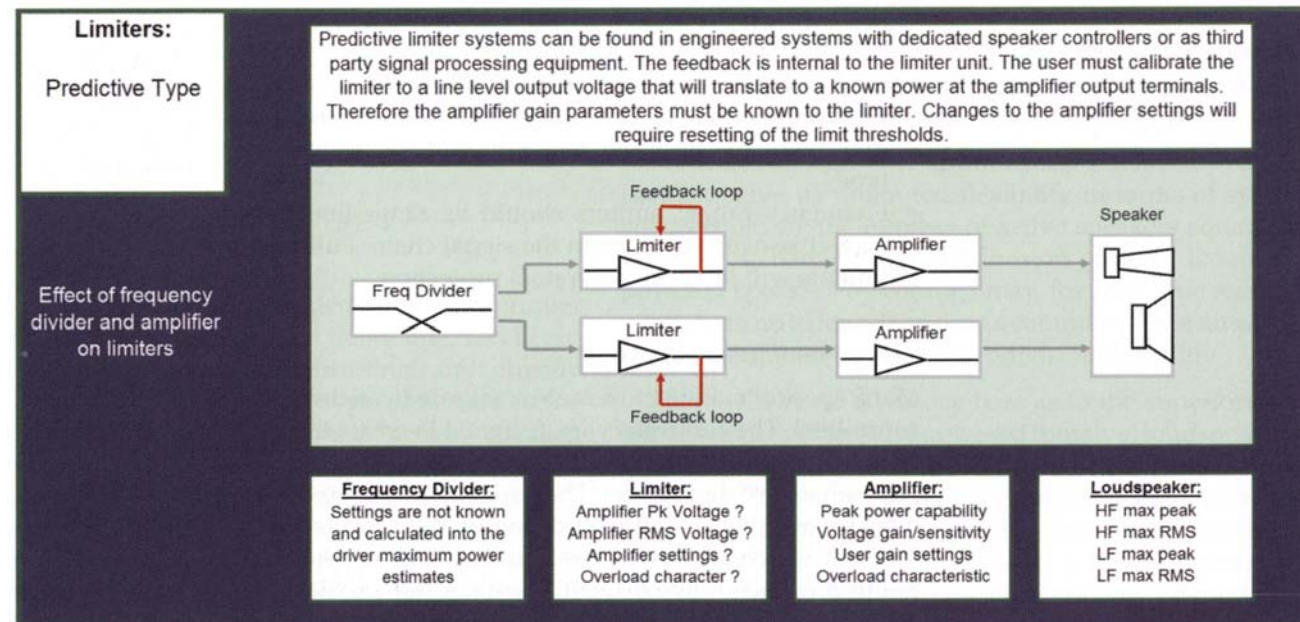 Limiters:
Predictive Type
Predictive limiter systems can be found in engineered systems with dedicated speaker controllers or as third
party signal processing equipment. The feedback is internal to the limiter unit. The user must calibrate the
limiter to a line level output voltage that will translate to a known power at the amplifier output terminals.
Therefore the amplifier gain parameters must be known to the limiter. Changes to the amplifier settings will
require resetting of the limit thresholds.
Effect of frequency
divider and amplifier
on limiters
Feedback loop
Speaker
Limiter
Amplifier
Freq Divider
Limiter
Amplifier
Feedback loop
Frequency Divider:
Settings are not known
and calculated into the
driver maximum power
estimates
Limiter:
Amplifier Pk Voltage ?
Amplifier RMS Voltage ?
Amplifier settings ?
Overload character ?
Amplifier:
Peak power capability
Voltage gain/sensitivity
User gain settings
Overload characteristic
Loudspeaker:
HF max peak
HF max RMS
LF max peak
LF max RMS